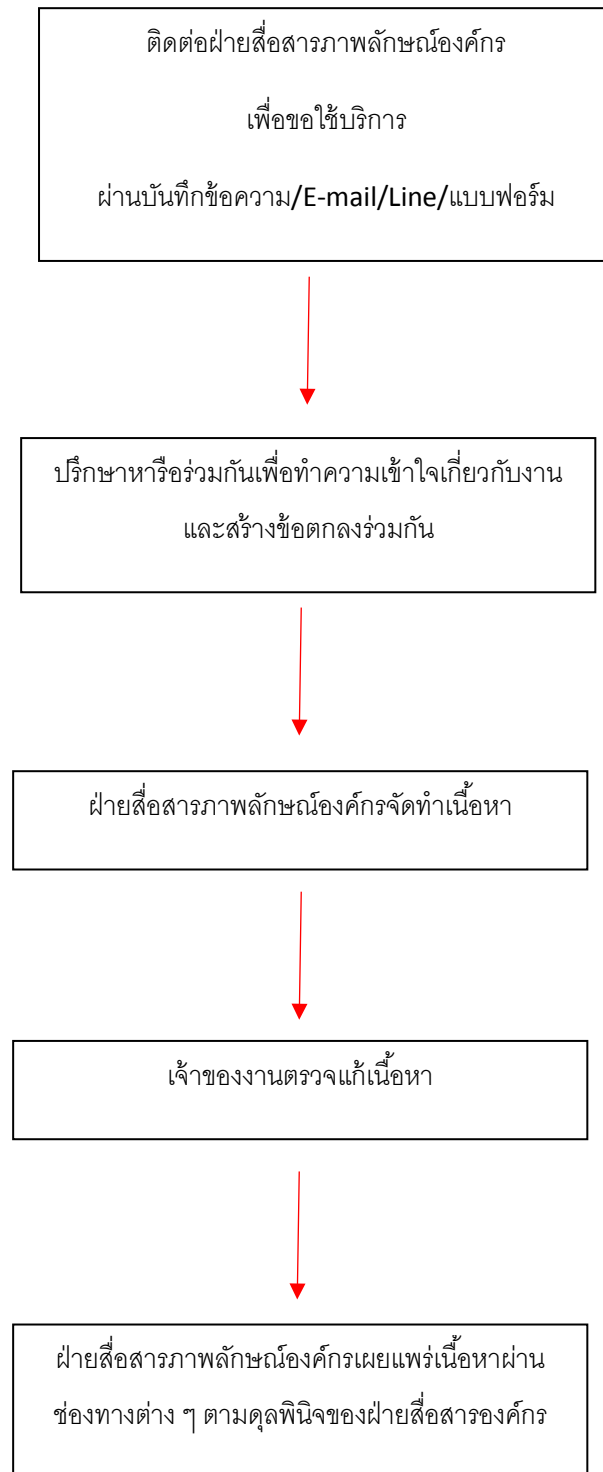 ติดต่อฝ่ายสื่อสารภาพลักษณ์องค์กร
เพื่อขอใช้บริการ
ผ่านบันทึกข้อความ/E-mail/Line/แบบฟอร์ม
ปรึกษาหารือร่วมกันเพื่อทำความเข้าใจเกี่ยวกับงาน
และสร้างข้อตกลงร่วมกัน
ฝ่ายสื่อสารภาพลักษณ์องค์กรจัดทำเนื้อหา
เจ้าของงานตรวจแก้เนื้อหา
ฝ่ายสื่อสารภาพลักษณ์องค์กรเผยแพร่เนื้อหาผ่าน
ช่องทางต่าง ๆ ตามดุลพินิจของฝ่ายสื่อสารองค์กร